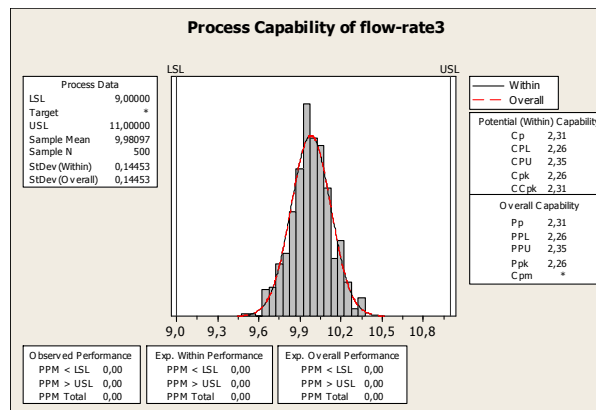 Process Capability of flow-rate3
LSL
USL
Process Data
LSL 9,00000
Target *
USL 11,00000
Sample Mean 9,98097
Sample N 500
StDev(Within) 0,14453
StDev(Overall) 0,14453
Within
Overall
Potential (Within) Capability
Cp 2,31
CPL 2,26
CPU 2,35
Cpk 2,26
CCpk 2,31
Overall Capability
Pp 2,31
PPL 2,26
PPU 2,35
Ppk 2,26
Cpm *
9,0 9,3 9,6 9,9 10,2 10,5 10,8
Observed Performance
PPM < LSL 0,00
PPM > USL 0,00
PPM Total 0,00
Exp. Within Performance
PPM < LSL 0,00
PPM > USL 0,00
PPM Total 0,00
Exp. Overall Performance
PPM < LSL 0,00
PPM > USL 0,00
PPM Total 0,00